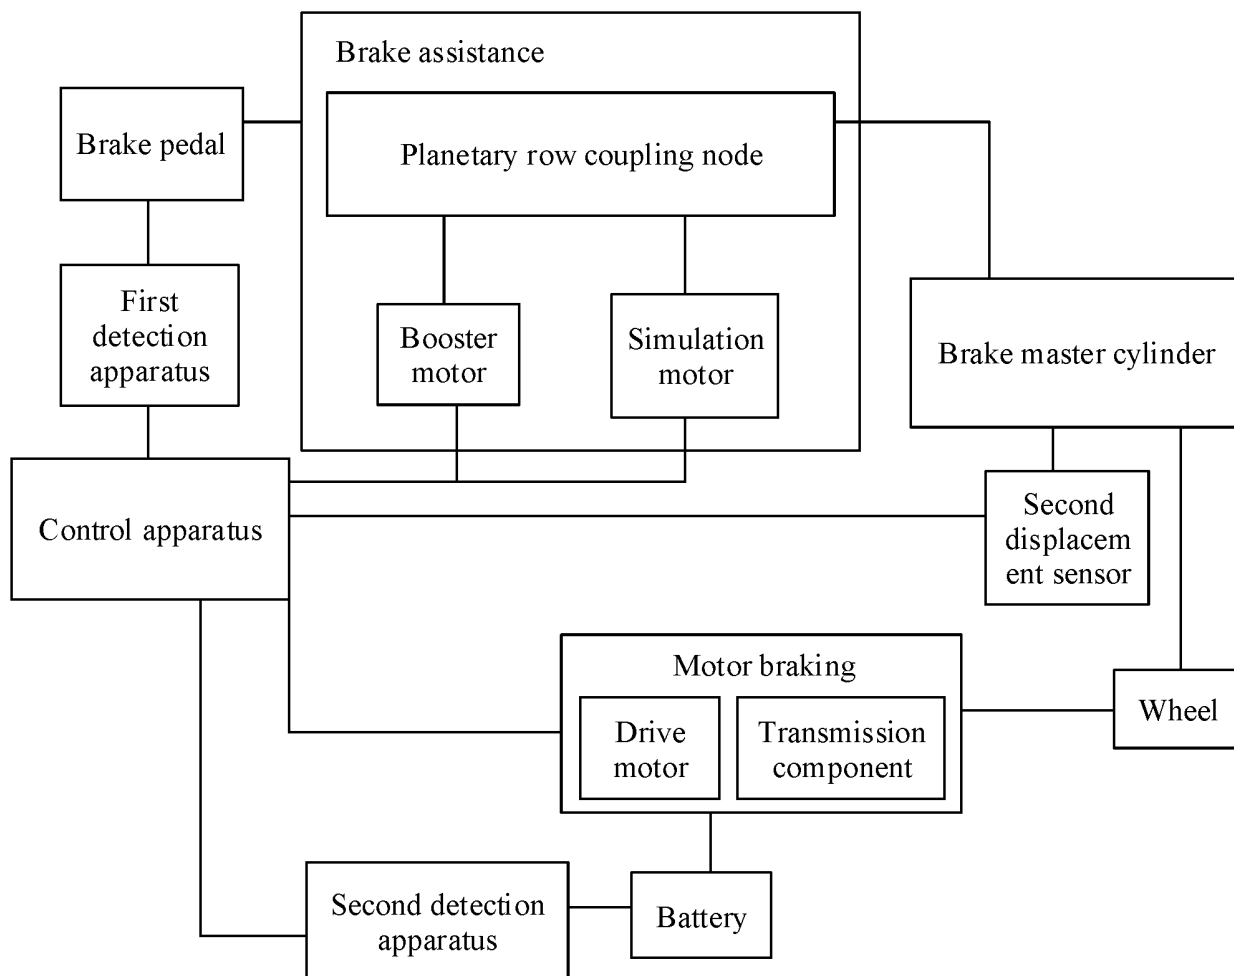 Brake assistance
Brake pedal
Planetary row coupling node
First
detection
apparatus
Booster
motor
Simulation
motor
Brake master cylinder
Control apparatus
Second
displacem
ent sensor
Motor braking
Drive
motor
Transmission
component
Wheel
Second detection
apparatus
Battery